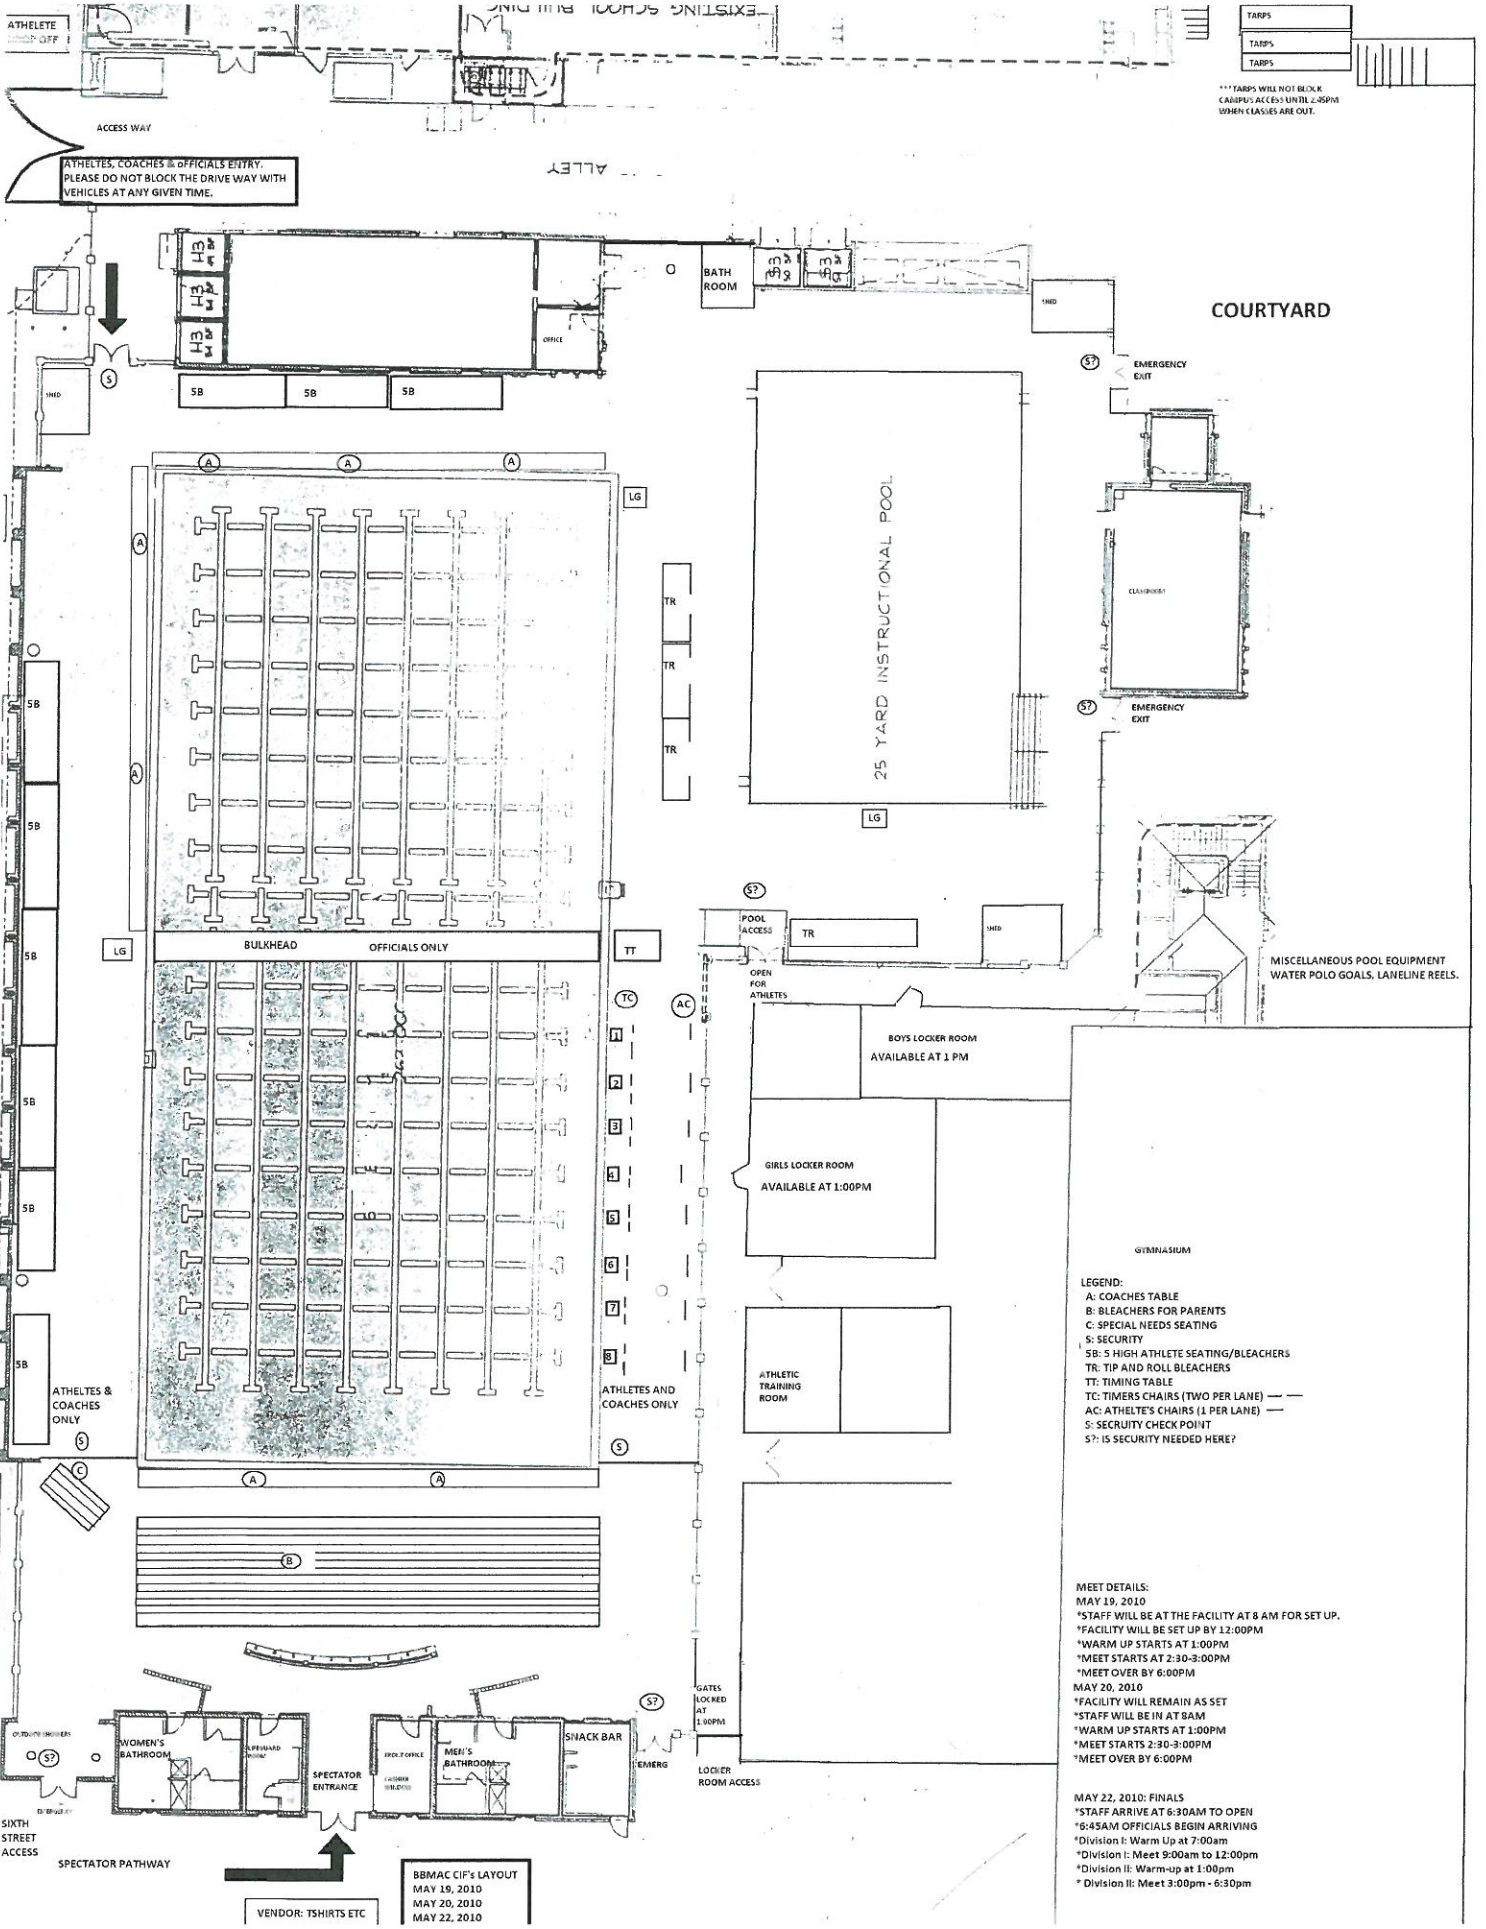 ATHELETE
DROP OFF
EXISTING SCHOOL BUILDING
TARPS
TARPS
TARPS
***TARPS WILL NOT BLOCK
CAMPUS ACCESS UNTIL 2:45PM
WHEN CLASSES ARE OUT.
ACCESS WAY
ATHELTES, COACHES & oFFICIALS ENTRY.
PLEASE DO NOT BLOCK THE DRIVE WAY WITH
VEHICLES AT ANY GIVEN TIME.
ALLEY
H3
H3
H3
BATH
ROOM
S3
S3
SHED
COURTYARD
OFFICE
S
S?
EMERGENCY
EXIT
SHED
5B
5B
5B
A
A
A
LG
A
25 YARD INSTRUCTIONAL POOL
CLASSROOM
TR
TR
TR
5B
S?
EMERGENCY
EXIT
A
5B
LG
S?
POOL
ACCESS
TR
SHED
LG
BULKHEAD
OFFICIALS ONLY
TT
5B
OPEN
FOR
ATHLETES
MISCELLANEOUS POOL EQUIPMENT
WATER POLO GOALS, LANELINE REELS.
TC
AC
1
2
3
4
5
6
7
8
BOYS LOCKER ROOM
AVAILABLE AT 1 PM
5B
GIRLS LOCKER ROOM
AVAILABLE AT 1:00PM
5B
GYMNASIUM
LEGEND:
A: COACHES TABLE
B: BLEACHERS FOR PARENTS
C: SPECIAL NEEDS SEATING
S: SECURITY
5B: 5 HIGH ATHLETE SEATING/BLEACHERS
TR: TIP AND ROLL BLEACHERS
TT: TIMING TABLE
TC: TIMERS CHAIRS (TWO PER LANE)
AC: ATHELTE'S CHAIRS (1 PER LANE)
S: SECRUITY CHECK POINT
S?: IS SECURITY NEEDED HERE?
5B
ATHELTES &
COACHES
ONLY
S
ATHLETES AND
COACHES ONLY
S
ATHLETIC
TRAINING
ROOM
C
A
A
B
MEET DETAILS:
MAY 19, 2010
*STAFF WILL BE AT THE FACILITY AT 8 AM FOR SET UP.
*FACILITY WILL BE SET UP BY 12:00PM
*WARM UP STARTS AT 1:00PM
*MEET STARTS AT 2:30-3:00PM
*MEET OVER BY 6:00PM
MAY 20, 2010
*FACILITY WILL REMAIN AS SET
*STAFF WILL BE IN AT 8AM
*WARM UP STARTS AT 1:00PM
*MEET STARTS 2:30-3:00PM
*MEET OVER BY 6:00PM
MAY 22, 2010: FINALS
*STAFF ARRIVE AT 6:30AM TO OPEN
*6:45AM OFFICIALS BEGIN ARRIVING
*Division I: Warm Up at 7:00am
*Division I: Meet 9:00am to 12:00pm
*Division II: Warm-up at 1:00pm
* Division II: Meet 3:00pm - 6:30pm
S?
GATES
LOCKED
AT
1:00PM
OUTDOOR SHOWERS
S?
WOMEN'S
BATHROOM
LIFEGUARD
ROOM
SPECTATOR
ENTRANCE
FRONT OFFICE
CASHIER
WINDOW
MEN'S
BATHROOM
SNACK BAR
EMERG
LOCKER
ROOM ACCESS
SIXTH
STREET
ACCESS
SPECTATOR PATHWAY
VENDOR: TSHIRTS ETC
BBMAC CIF's LAYOUT
MAY 19, 2010
MAY 20, 2010
MAY 22, 2010